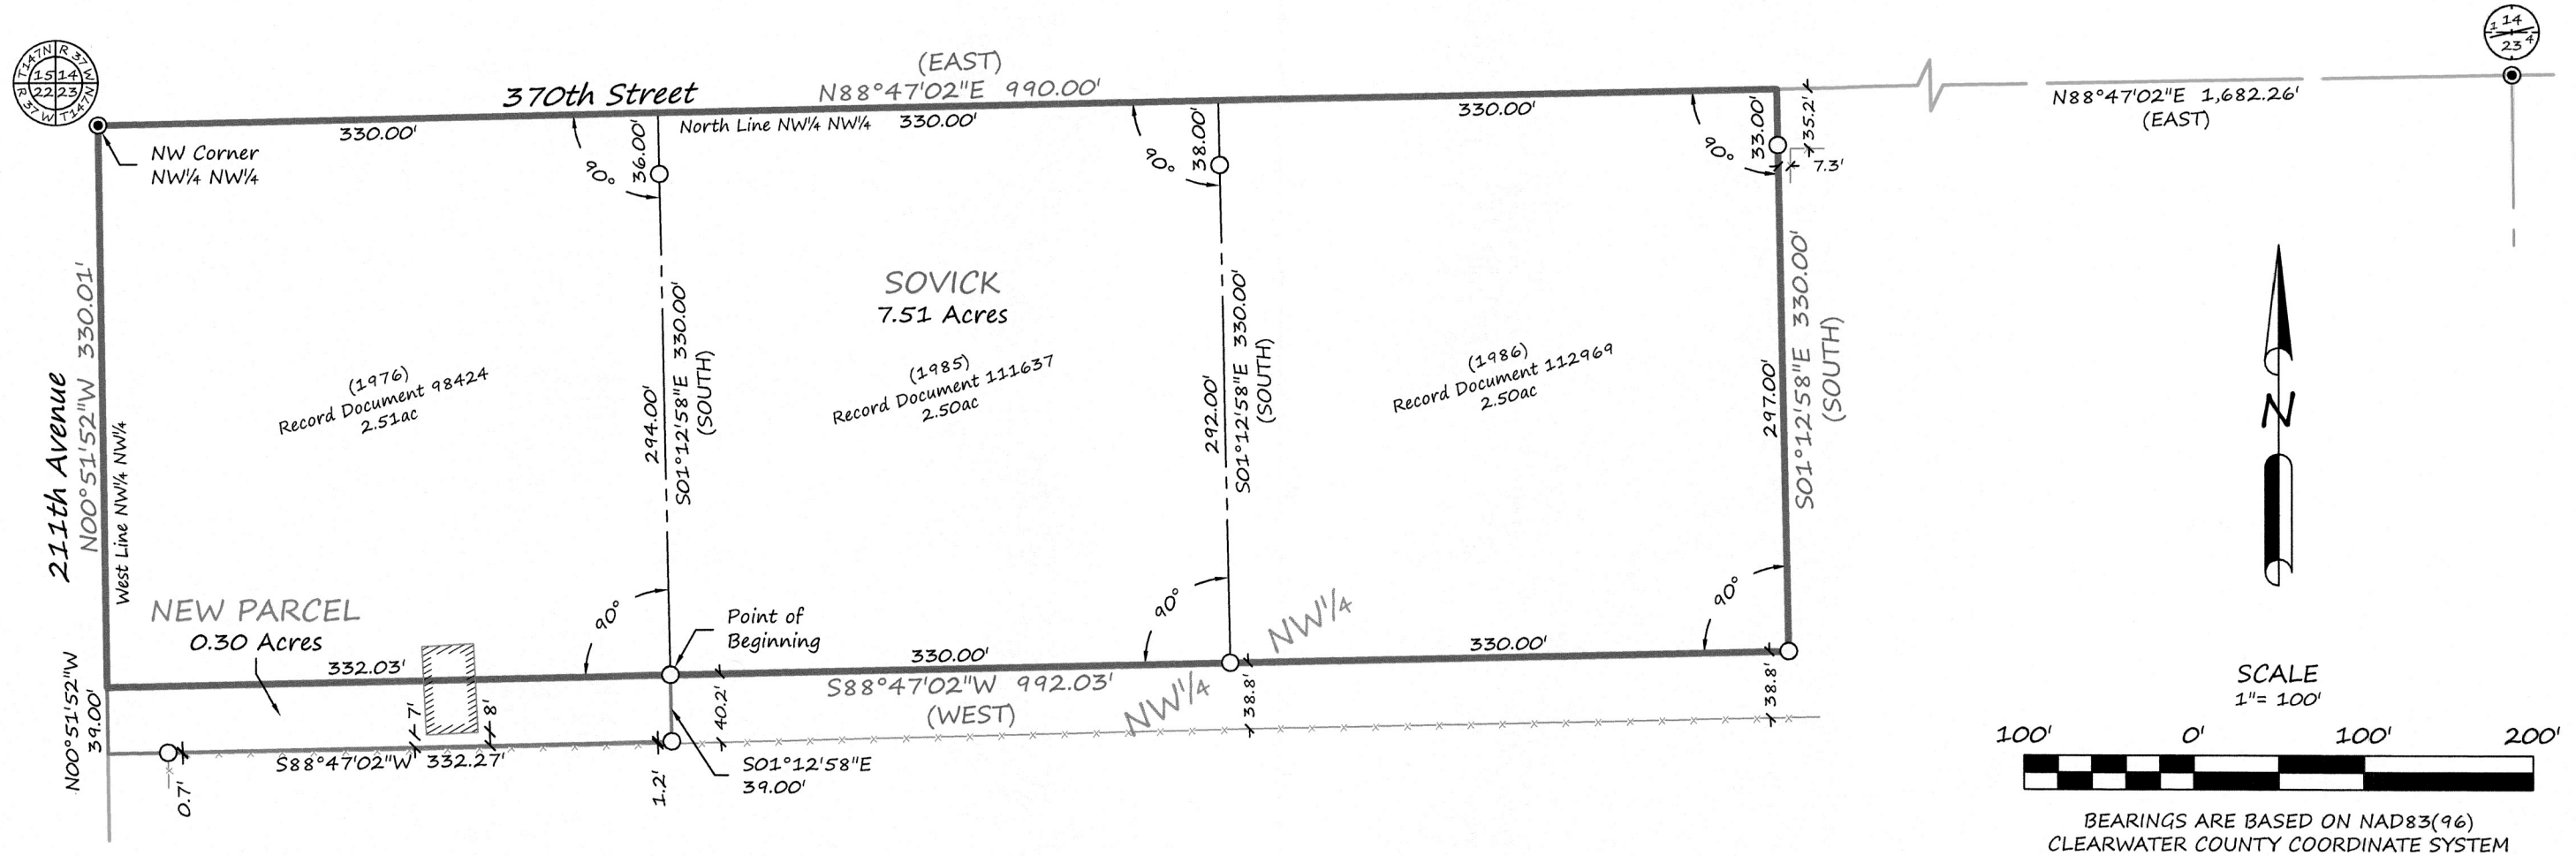 T147N R 37 W
15 14
22 23
R 37 W T147N
1 14
23 4
370th Street
(EAST)
N88°47'02"E 990.00'
N88°47'02"E 1,682.26'
(EAST)
330.00'
North Line NW¼ NW¼
330.00'
330.00'
NW Corner
NW¼ NW¼
90°
36.00'
90°
38.00'
90°
33.00'
35.2'
7.3'
211th Avenue
N00°51'52"W 330.01'
West Line NW¼ NW¼
(1976)
Record Document 98424
2.51ac
294.00'
S01°12'58"E 330.00'
(SOUTH)
SOVICK
7.51 Acres
(1985)
Record Document 111637
2.50ac
292.00'
S01°12'58"E 330.00'
(SOUTH)
(1986)
Record Document 112969
2.50ac
297.00'
S01°12'58"E 330.00'
(SOUTH)
N
NEW PARCEL
0.30 Acres
90°
Point of
Beginning
90°
NW¼
90°
332.03'
330.00'
330.00'
S88°47'02"W 992.03'
(WEST)
NW¼
N00°51'52"W
39.00'
7'
8'
40.2'
38.8'
38.8'
S88°47'02"W 332.27'
0.7'
1.2'
S01°12'58"E
39.00'
SCALE
1"= 100'
100' 0' 100' 200'
BEARINGS ARE BASED ON NAD83(96)
CLEARWATER COUNTY COORDINATE SYSTEM